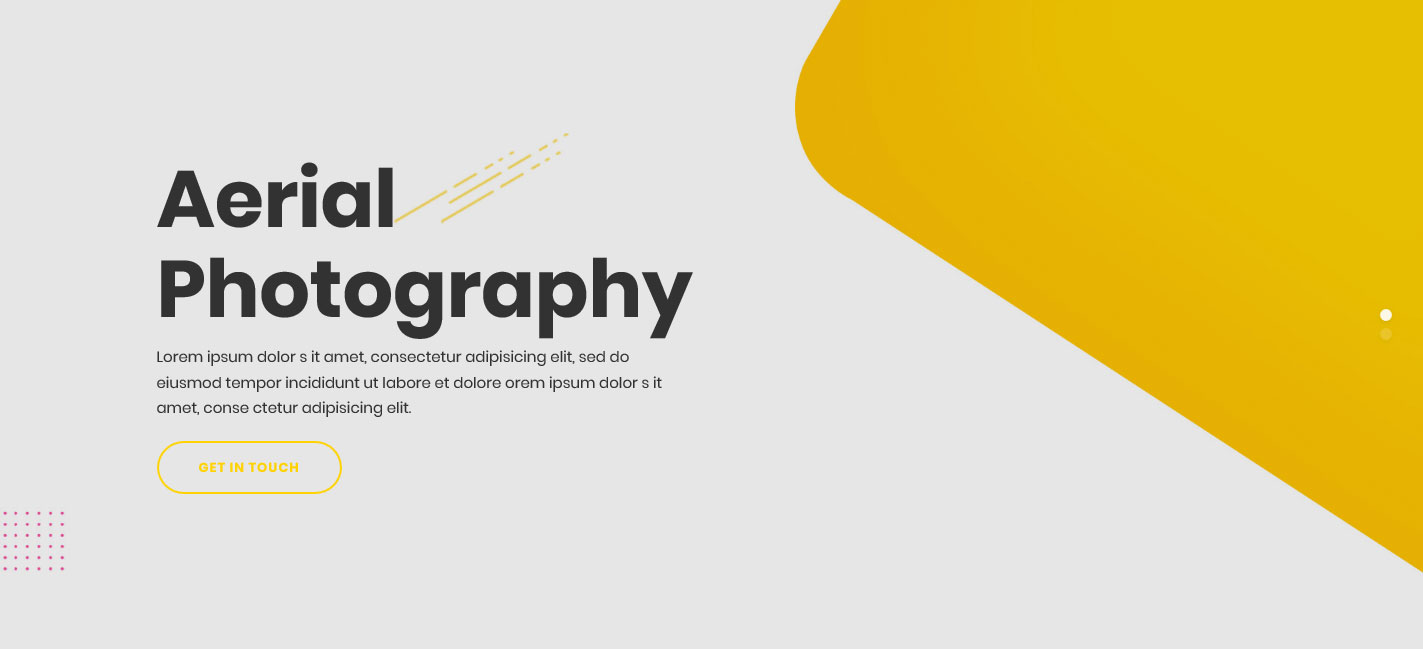 Aerial
Photography
Lorem ipsum dolor s it amet, consectetur adipisicing elit, sed do
eiusmod tempor incididunt ut labore et dolore orem ipsum dolor s it
amet, conse ctetur adipisicing elit.
GET IN TOUCH